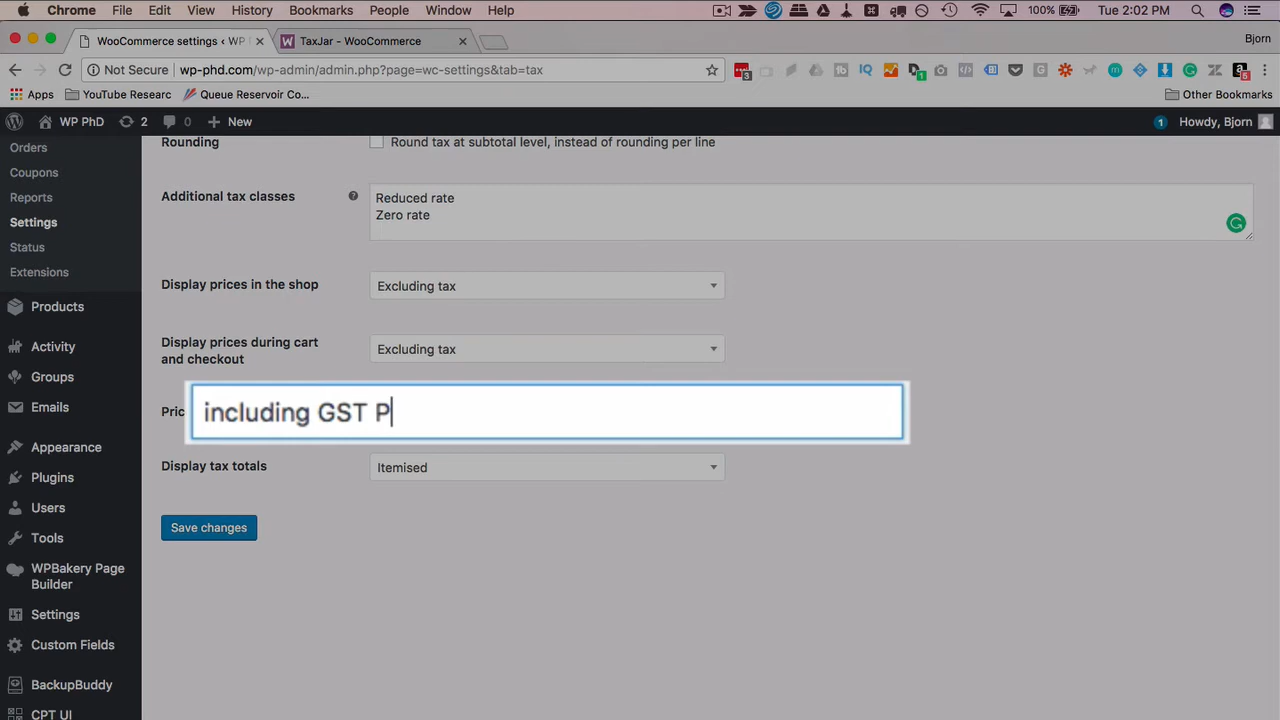 Chrome File Edit View History Bookmarks People Window Help 100% Tue 2:02 PM
WooCommerce settings ‹ WP TaxJar - WooCommerce Bjorn
Not Secure wp-phd.com/wp-admin/admin.php?page=wc-settings&tab=tax
Apps YouTube Researc Queue Reservoir Co... Other Bookmarks
WP PhD 2 0 New 1 Howdy, Bjorn
Orders
Coupons
Reports
Settings
Status
Extensions
Products
Activity
Groups
Emails
Appearance
Plugins
Users
Tools
WPBakery Page
Builder
Settings
Custom Fields
BackupBuddy
CPT UI
Rounding Round tax at subtotal level, instead of rounding per line
Additional tax classes Reduced rate
Zero rate
Display prices in the shop Excluding tax
Display prices during cart
and checkout Excluding tax
Pric including GST P
Display tax totals Itemised
Save changes